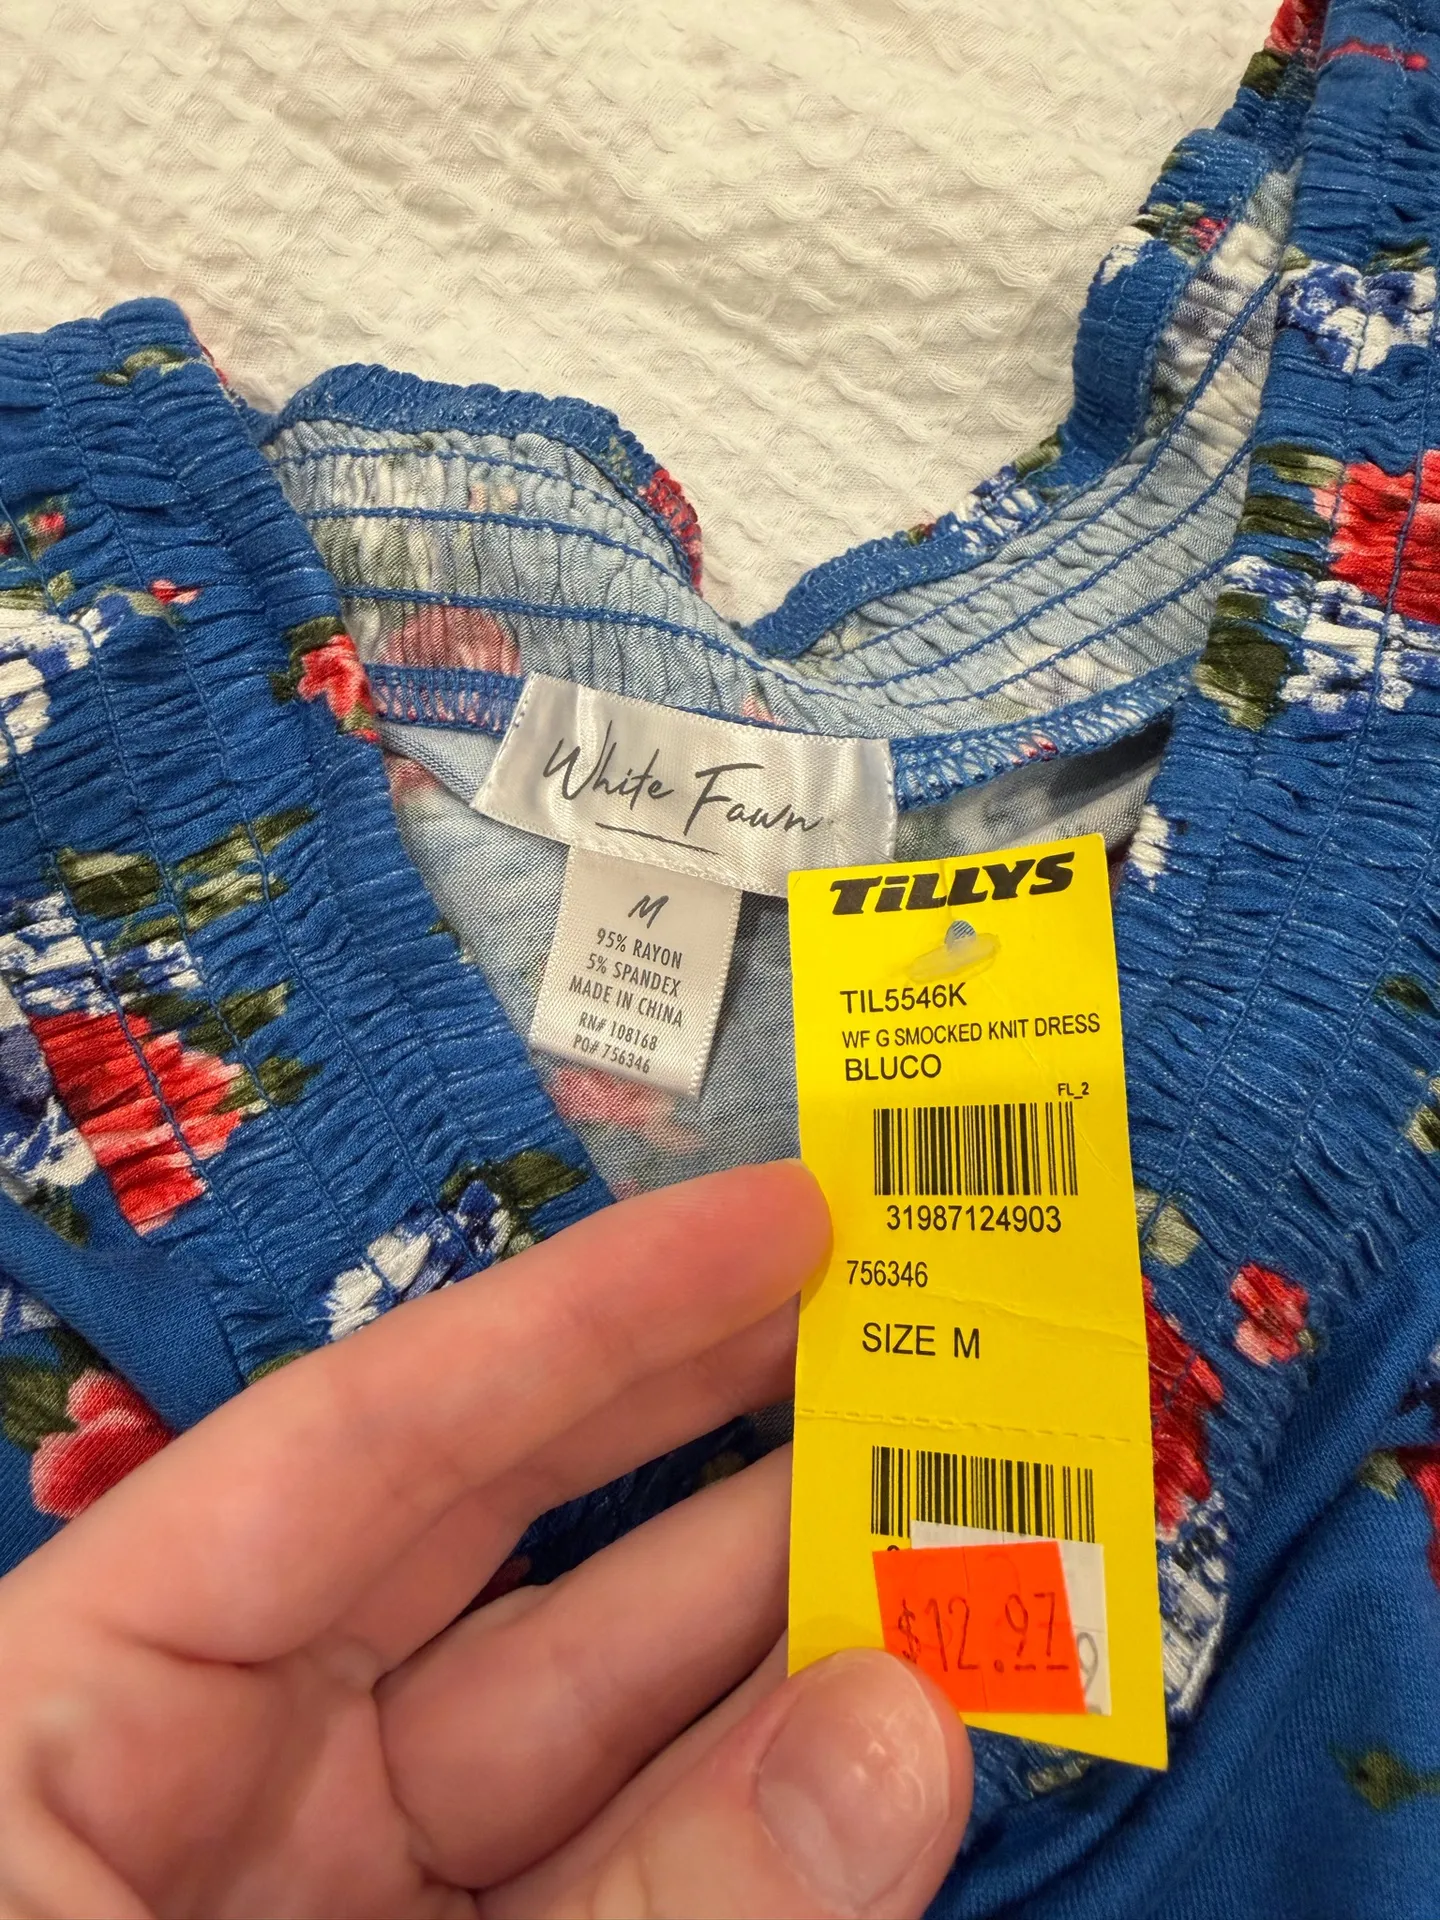 White Fawn
M
95% RAYON
5% SPANDEX
MADE IN CHINA
RN# 108168
PO# 756346
TiLLYS
TIL5546K
WF G SMOCKED KNIT DRESS
BLUCO
FL_2
31987124903
756346
SIZE M
$12.97
9